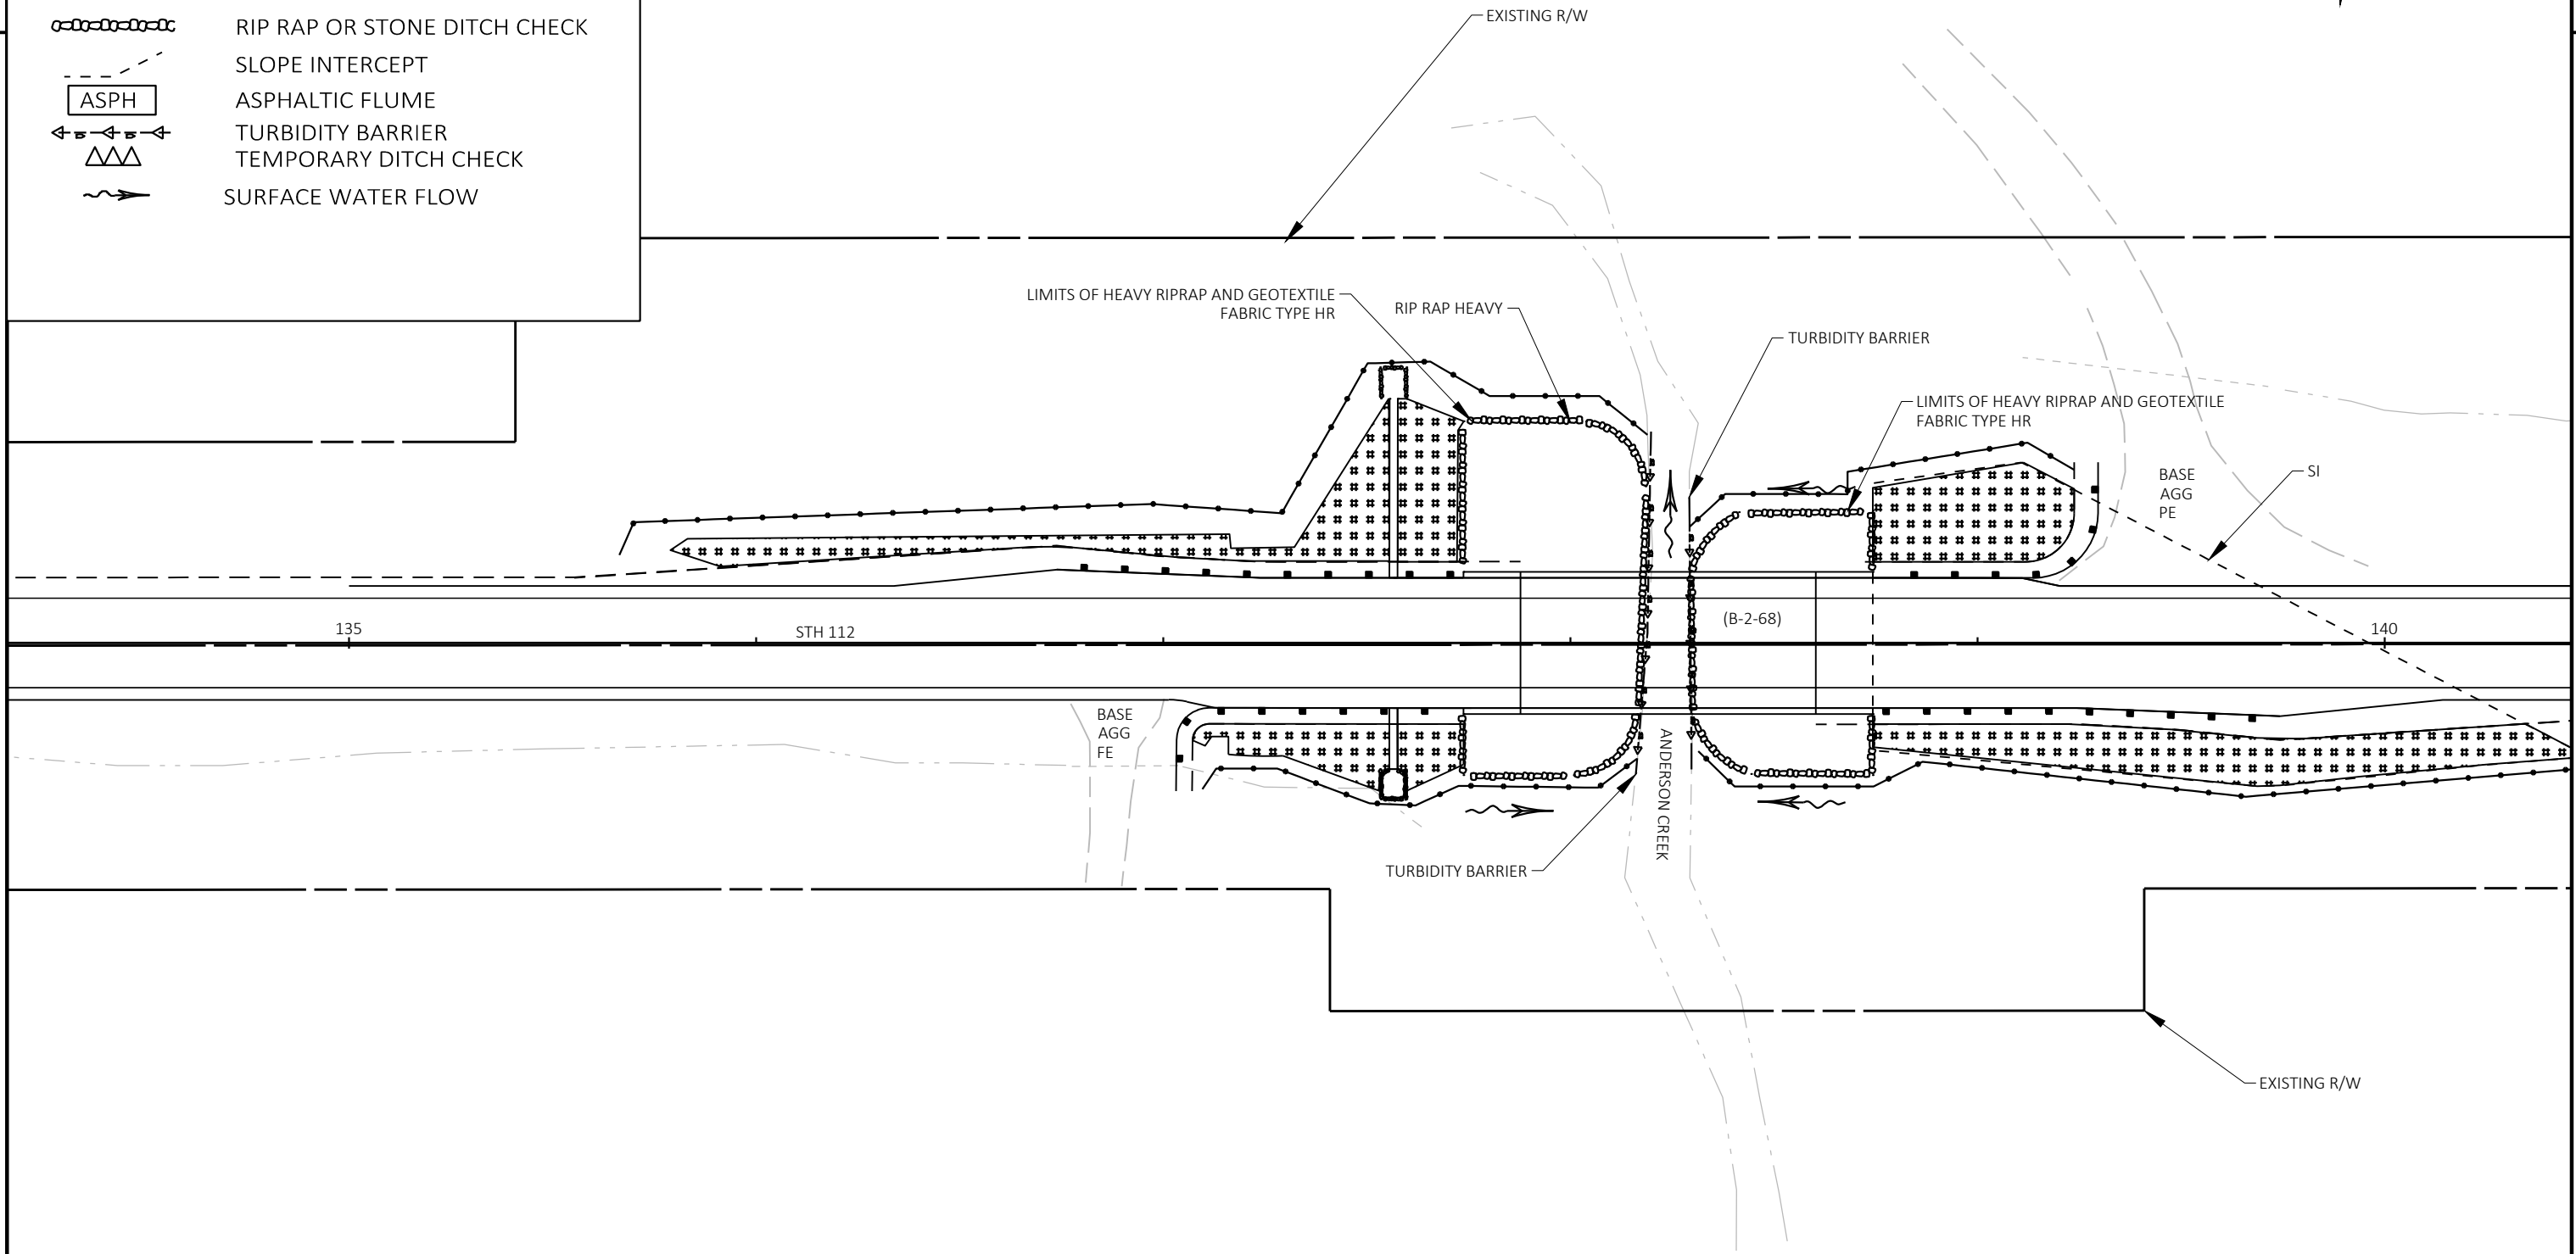 RIP RAP OR STONE DITCH CHECK
SLOPE INTERCEPT
ASPH
ASPHALTIC FLUME
TURBIDITY BARRIER
TEMPORARY DITCH CHECK
SURFACE WATER FLOW
EXISTING R/W
LIMITS OF HEAVY RIPRAP AND GEOTEXTILE
FABRIC TYPE HR
RIP RAP HEAVY
TURBIDITY BARRIER
LIMITS OF HEAVY RIPRAP AND GEOTEXTILE
FABRIC TYPE HR
BASE
AGG
PE
SI
135
STH 112
(B-2-68)
140
BASE
AGG
FE
ANDERSON CREEK
TURBIDITY BARRIER
EXISTING R/W